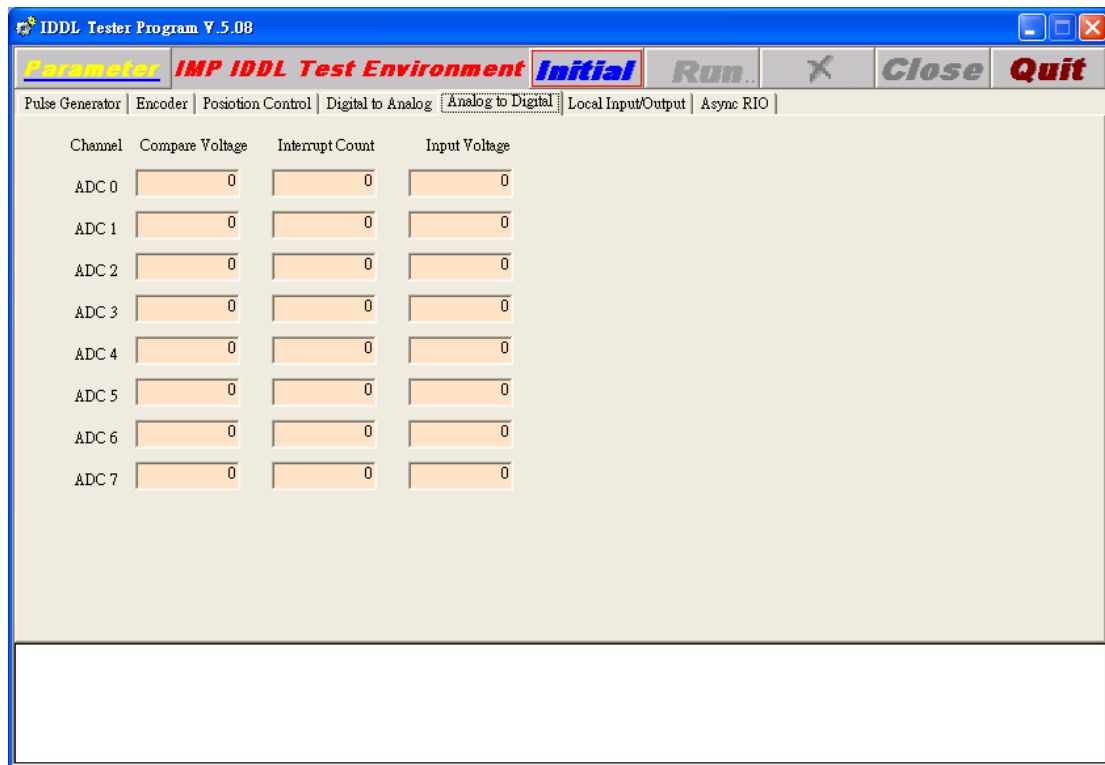 IDDL Tester Program V.5.08
Parameter IMP IDDL Test Environment Initial Run.. X Close Quit
Pulse Generator Encoder Posiotion Control Digital to Analog Analog to Digital Local Input/Output Async RIO
Channel Compare Voltage Interrupt Count Input Voltage
ADC 0 0 0 0
ADC 1 0 0 0
ADC 2 0 0 0
ADC 3 0 0 0
ADC 4 0 0 0
ADC 5 0 0 0
ADC 6 0 0 0
ADC 7 0 0 0